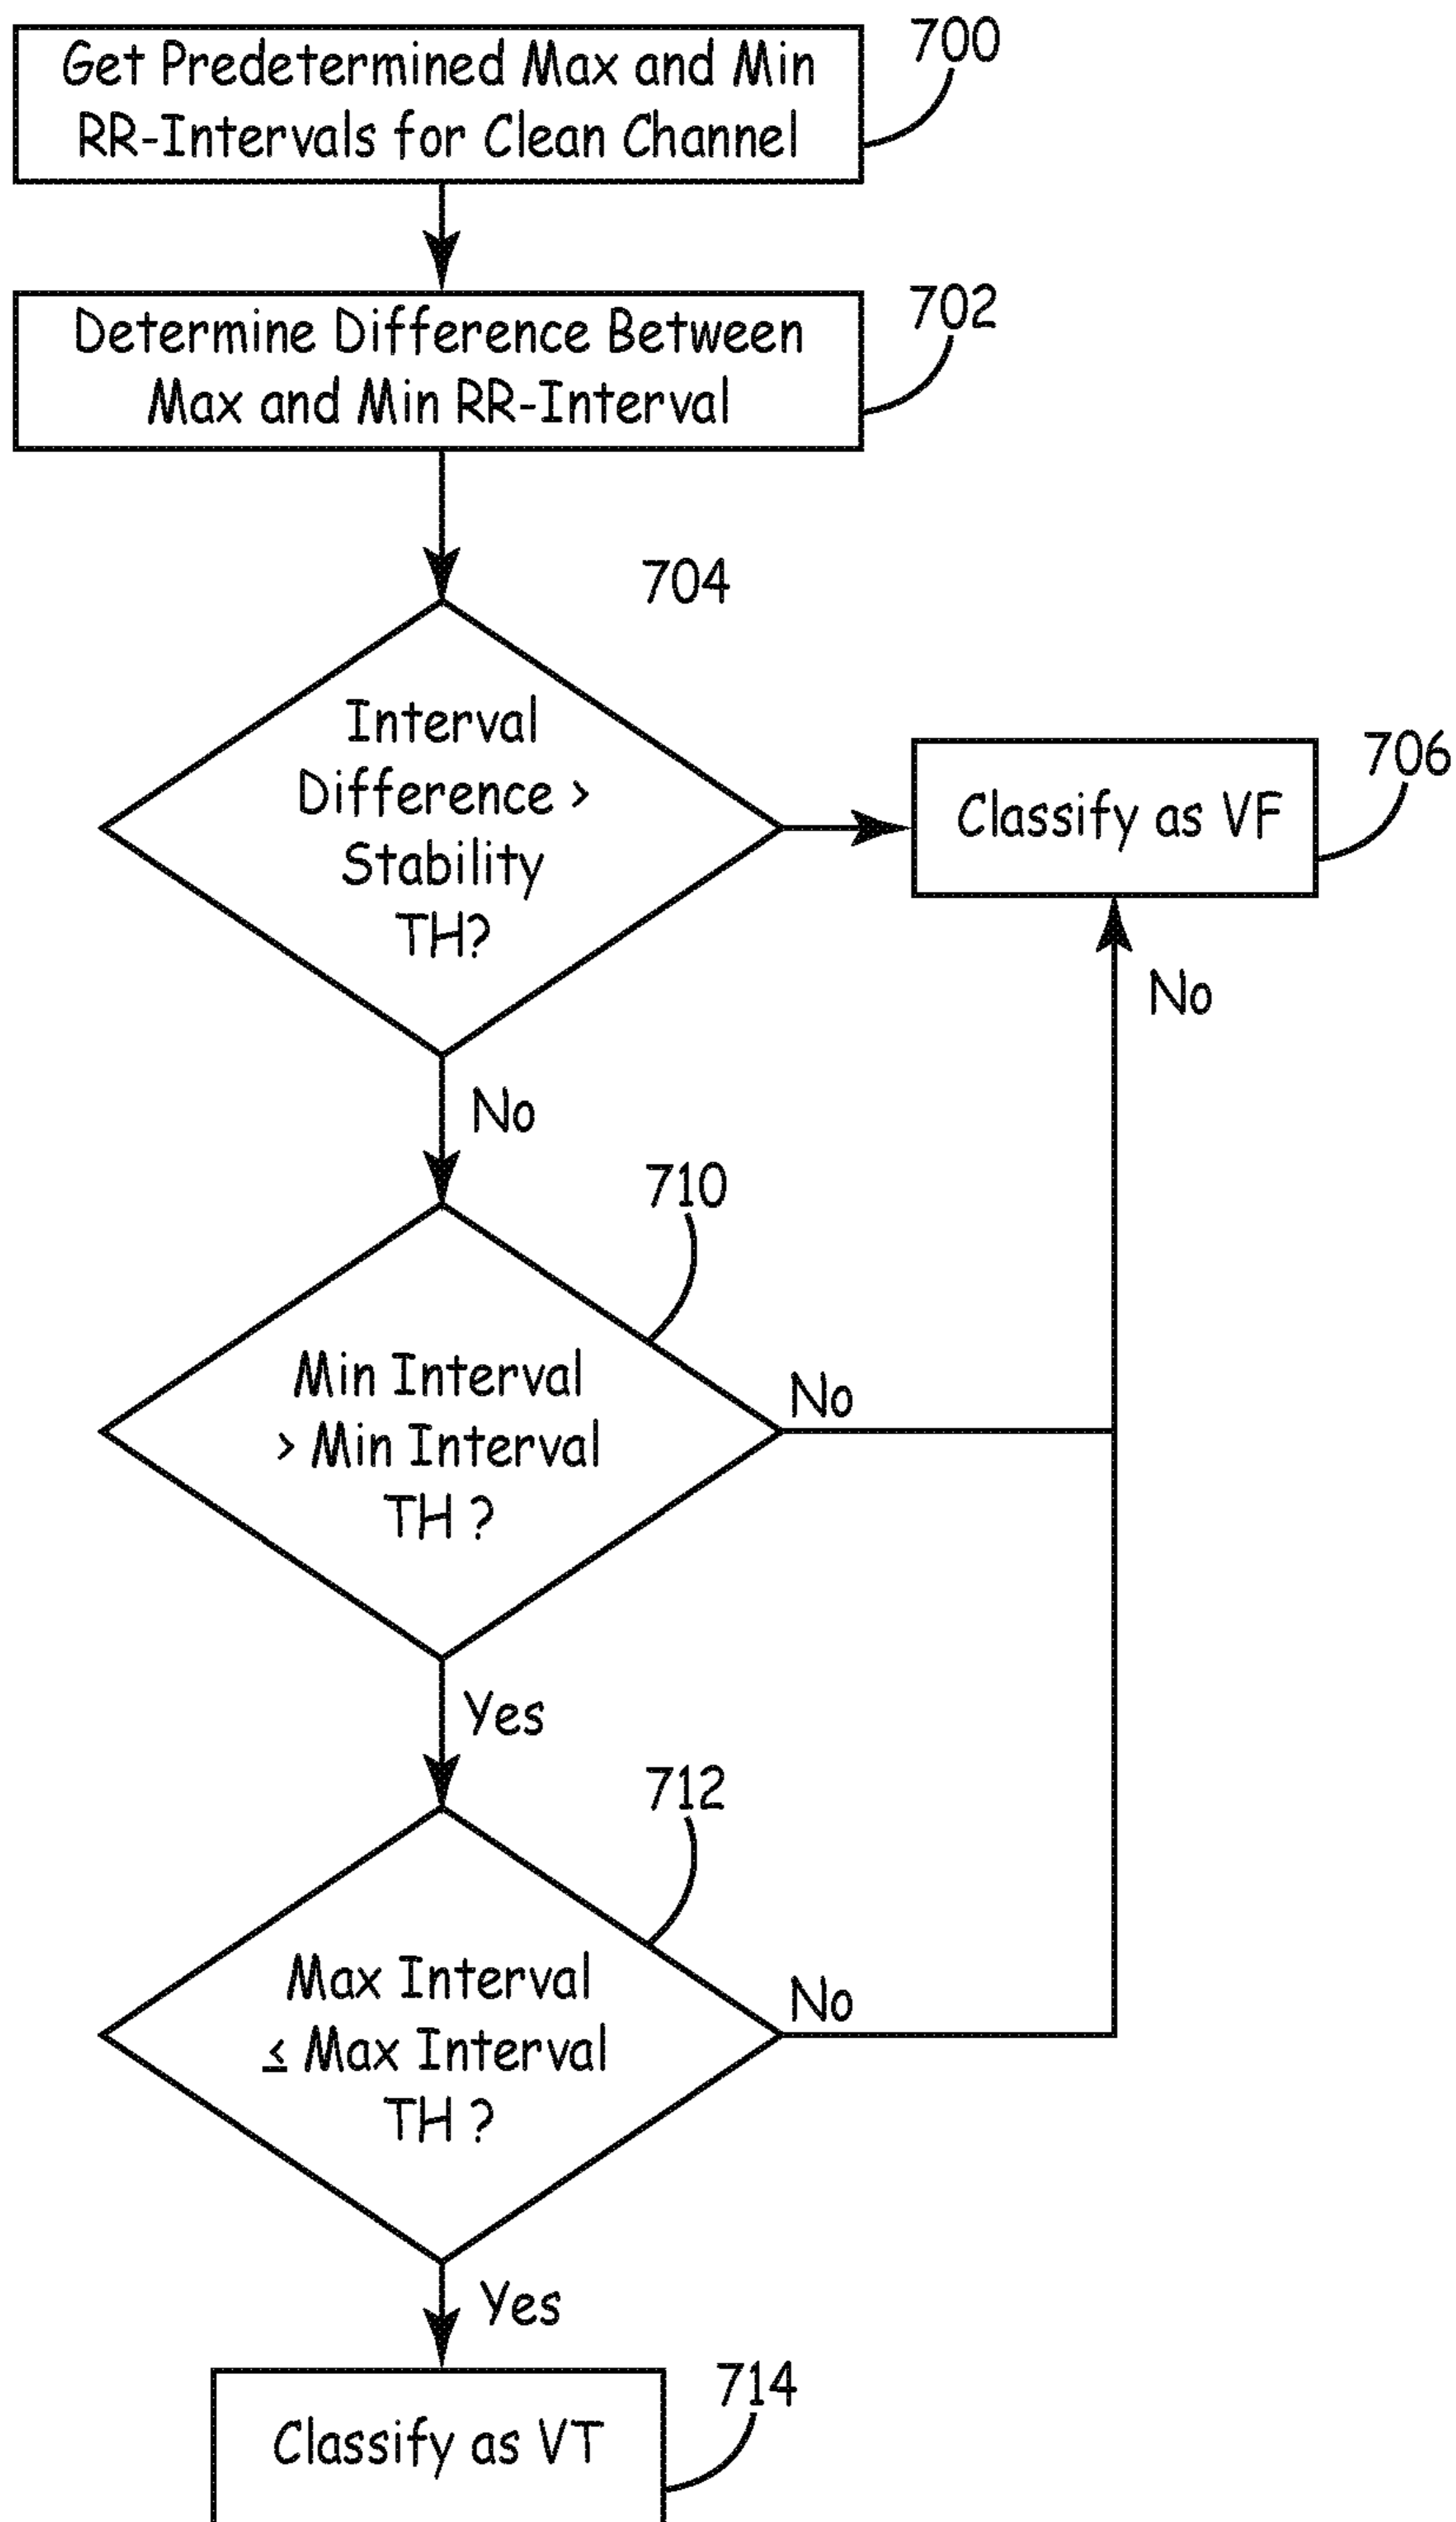 700
Get Predetermined Max and Min
RR-Intervals for Clean Channel
702
Determine Difference Between
Max and Min RR-Interval
704
Interval
Difference >
Stability
TH?
706
Classify as VF
No
No
710
Min Interval
> Min Interval
TH ?
No
Yes
712
Max Interval
≤ Max Interval
TH ?
No
Yes
714
Classify as VT